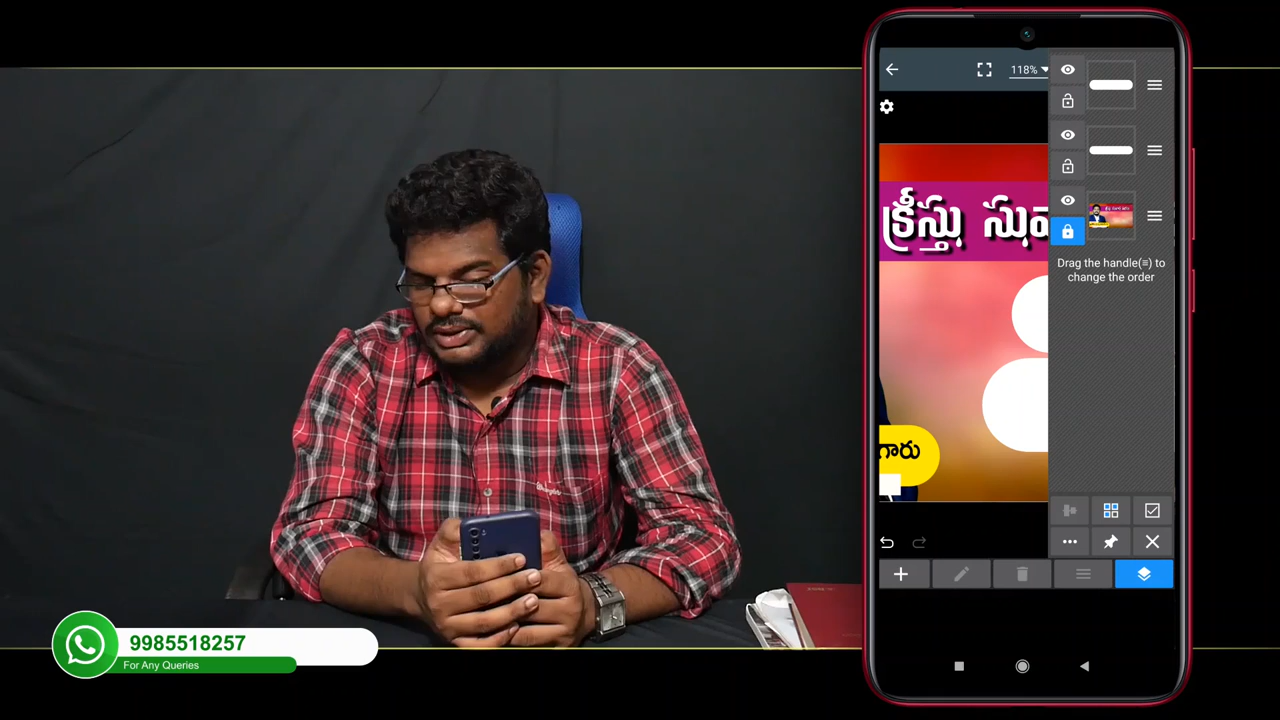 118%
క్రీస్తు సువ
Drag the handle(≡) to
change the order
గారు
9985518257
For Any Queries